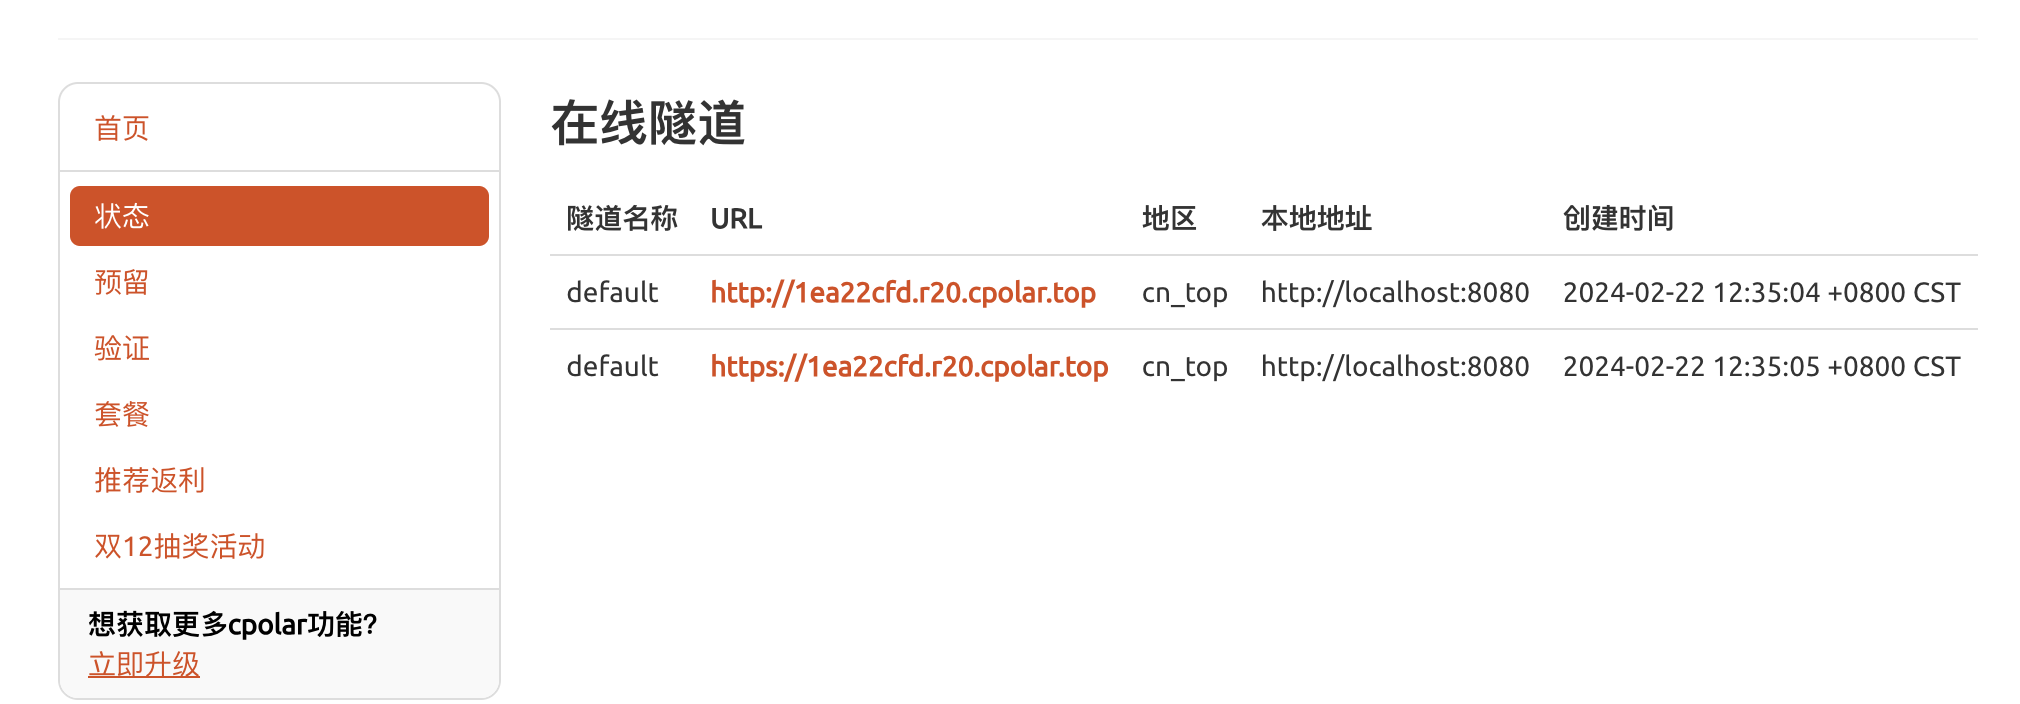 首页
状态
预留
验证
套餐
推荐返利
双12抽奖活动
想获取更多cpolar功能?
立即升级
在线隧道
隧道名称 URL 地区 本地地址 创建时间
default http://1ea22cfd.r20.cpolar.top cn_top http://localhost:8080 2024-02-22 12:35:04 +0800 CST
default https://1ea22cfd.r20.cpolar.top cn_top http://localhost:8080 2024-02-22 12:35:05 +0800 CST